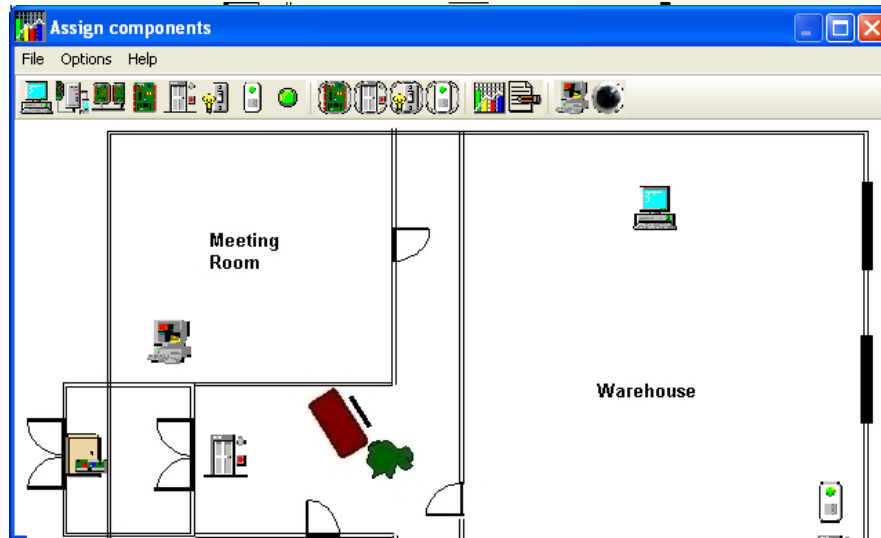 Assign components
File Options Help
Meeting
Room
Warehouse